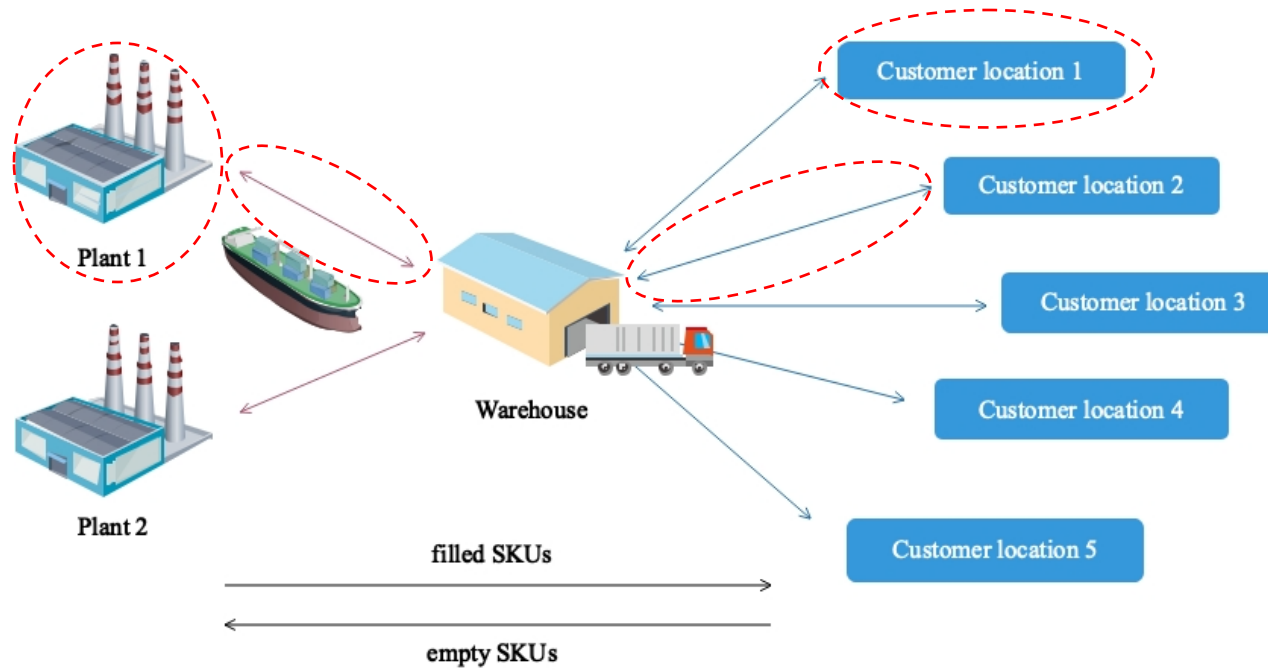 Customer location 1
Customer location 2
Plant 1
Customer location 3
Warehouse
Customer location 4
Plant 2
Customer location 5
filled SKUs
empty SKUs